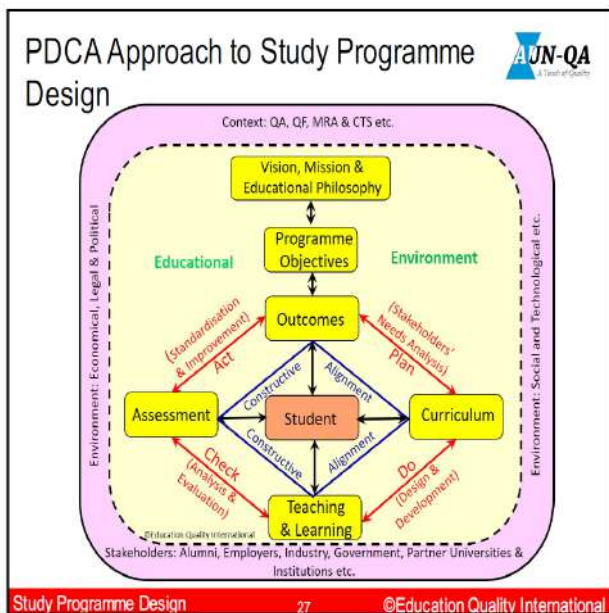 PDCA Approach to Study Programme
Design
AUN-QA
A Touch of Quality
Context: QA, QF, MRA & CTS etc.
Vision, Mission &
Educational Philosophy
Programme
Objectives
Educational
Environment
Outcomes
(Standardisation
& Improvement)
Act
(Stakeholders'
Needs Analysis)
Plan
Constructive
Alignment
Assessment
Student
Curriculum
Constructive
Alignment
Check
(Analysis &
Evaluation)
Do
(Design &
Development)
Teaching
& Learning
©Education Quality International
Environment: Economical, Legal & Political
Environment: Social and Technological etc.
Stakeholders: Alumni, Employers, Industry, Government, Partner Universities &
Institutions etc.
Study Programme Design
27
©Education Quality International